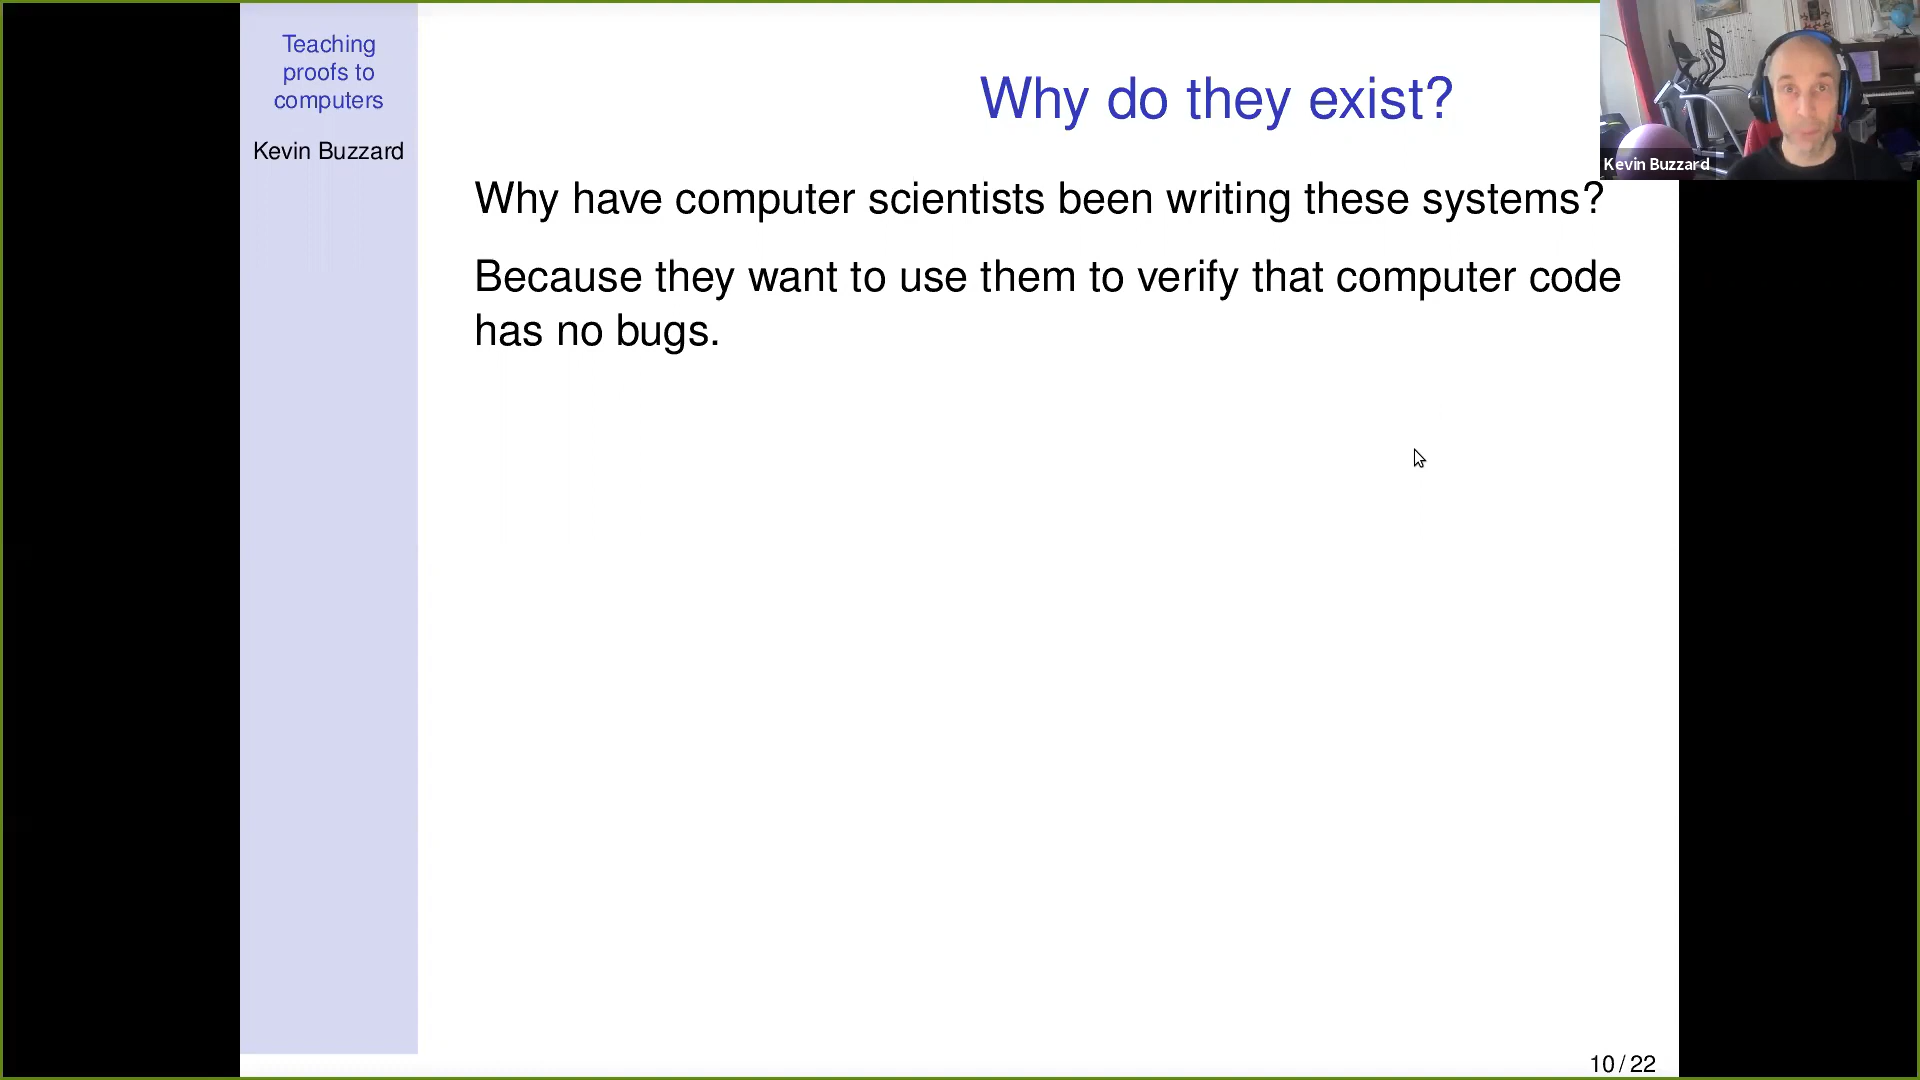 Teaching
proofs to
computers
Kevin Buzzard
Why do they exist?
Why have computer scientists been writing these systems?
Because they want to use them to verify that computer code
has no bugs.
Kevin Buzzard
10 / 22